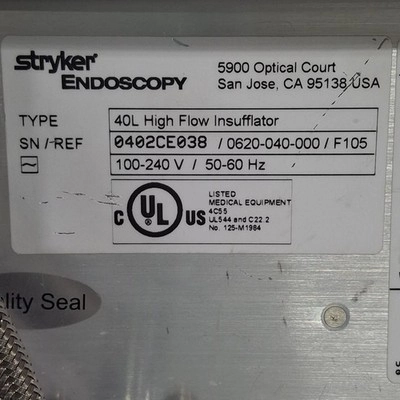 stryker®
ENDOSCOPY
5900 Optical Court
San Jose, CA 95138 USA
TYPE 40L High Flow Insufflator
SN / REF 0402CE038 / 0620-040-000 / F105
100-240 V / 50-60 Hz
C UL® US
LISTED
MEDICAL EQUIPMENT
4C55
UL544 and C22.2
No. 125-M1984
lity Seal